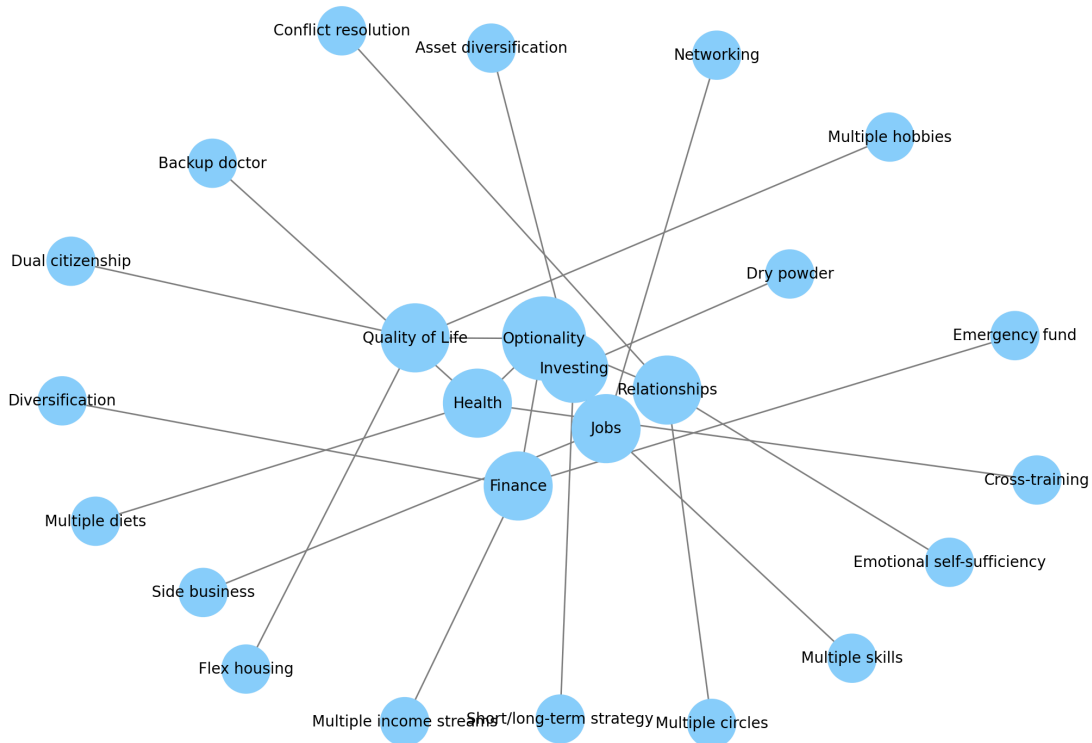 Conflict resolution
Asset diversification
Networking
Multiple hobbies
Backup doctor
Dual citizenship
Dry powder
Emergency fund
Quality of Life
Optionality
Investing
Relationships
Diversification
Health
Jobs
Cross-training
Finance
Multiple diets
Emotional self-sufficiency
Side business
Multiple skills
Flex housing
Multiple income streams
Short/long-term strategy
Multiple circles